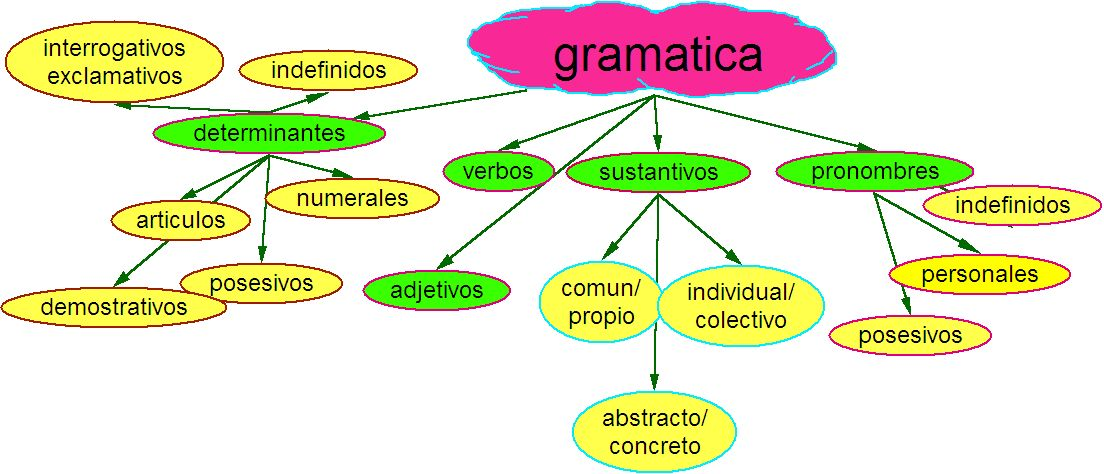 gramatica
interrogativos
exclamativos
indefinidos
determinantes
numerales
articulos
posesivos
demostrativos
verbos
adjetivos
sustantivos
comun/
propio
individual/
colectivo
abstracto/
concreto
pronombres
indefinidos
personales
posesivos